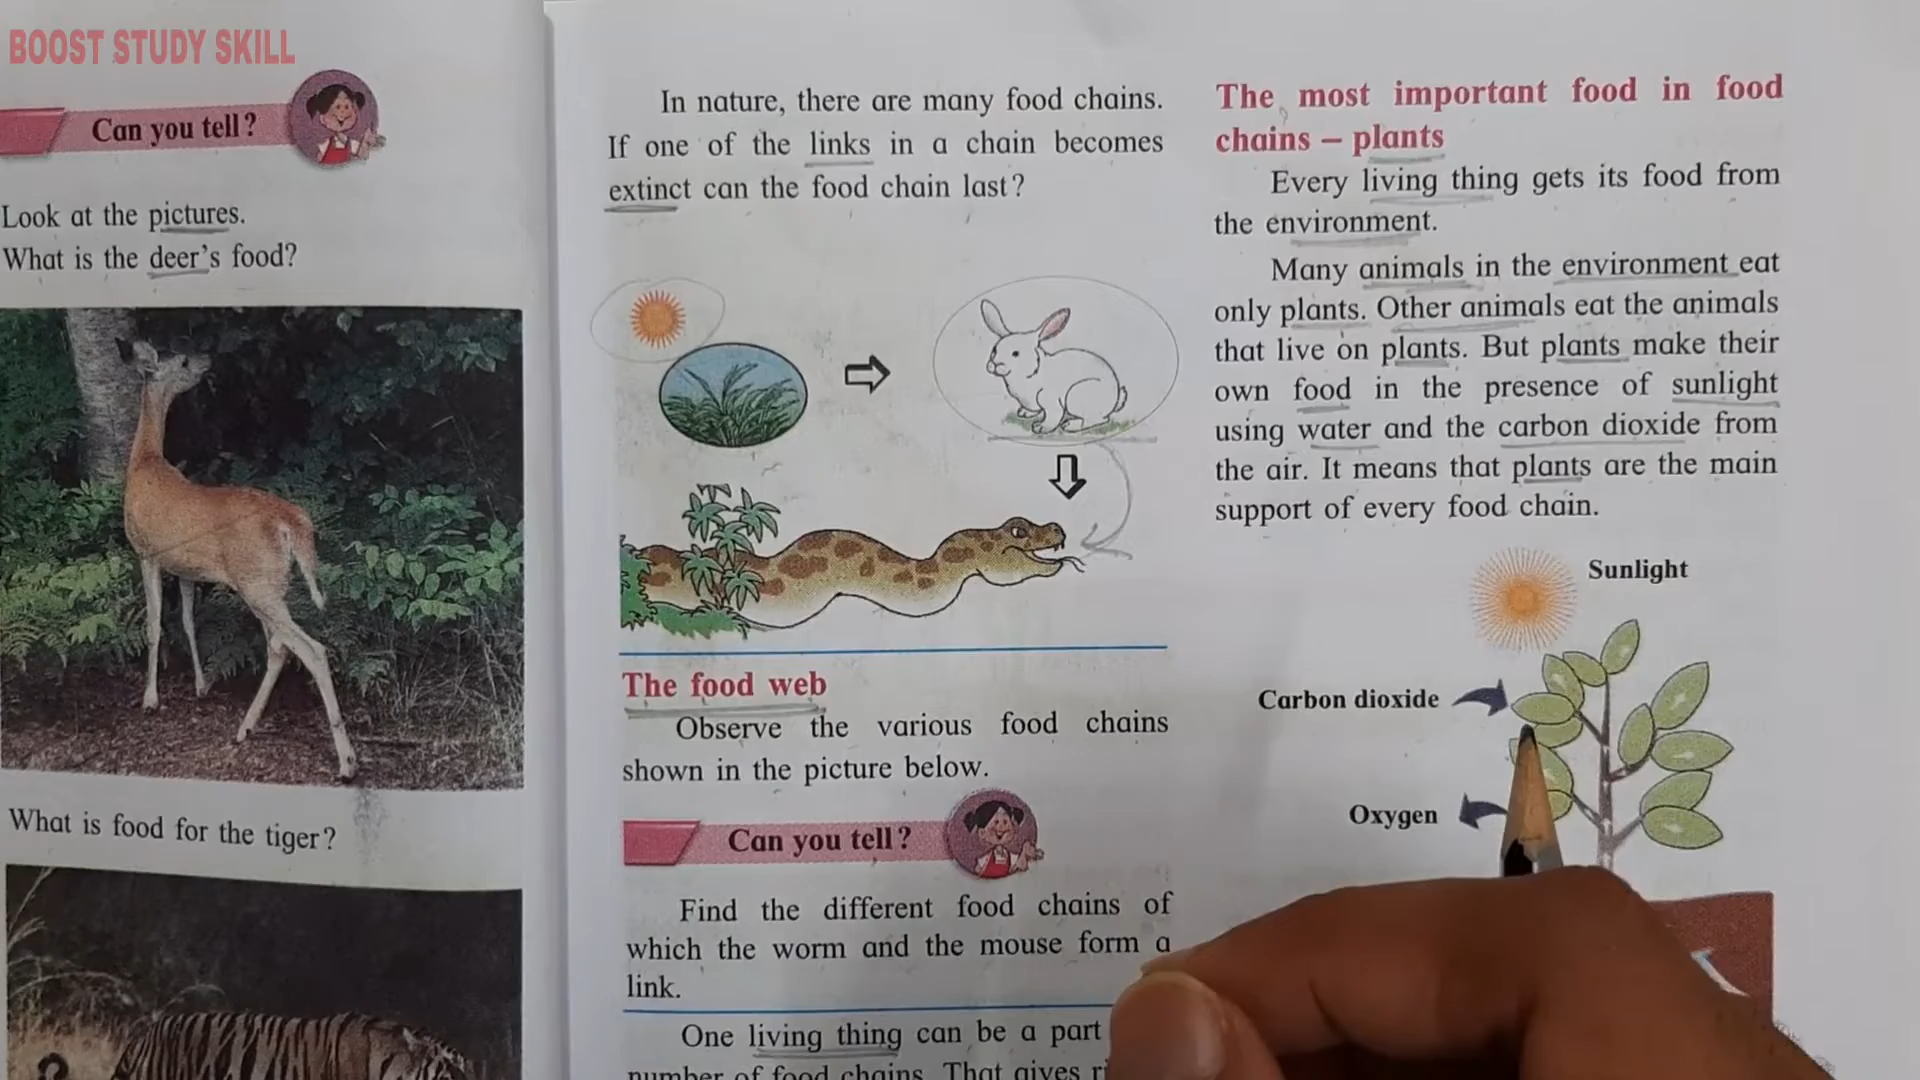 BOOST STUDY SKILL
Can you tell?
Look at the pictures.
What is the deer's food?
What is food for the tiger?
In nature, there are many food chains.
If one of the links in a chain becomes
extinct can the food chain last?
The food web
Observe the various food chains
shown in the picture below.
Can you tell?
Find the different food chains of
which the worm and the mouse form a
link.
One living thing can be a part
number of food chains. That gives
The most important food in food
chains – plants
Every living thing gets its food from
the environment.
Many animals in the environment eat
only plants. Other animals eat the animals
that live on plants. But plants make their
own food in the presence of sunlight
using water and the carbon dioxide from
the air. It means that plants are the main
support of every food chain.
Sunlight
Carbon dioxide
Oxygen